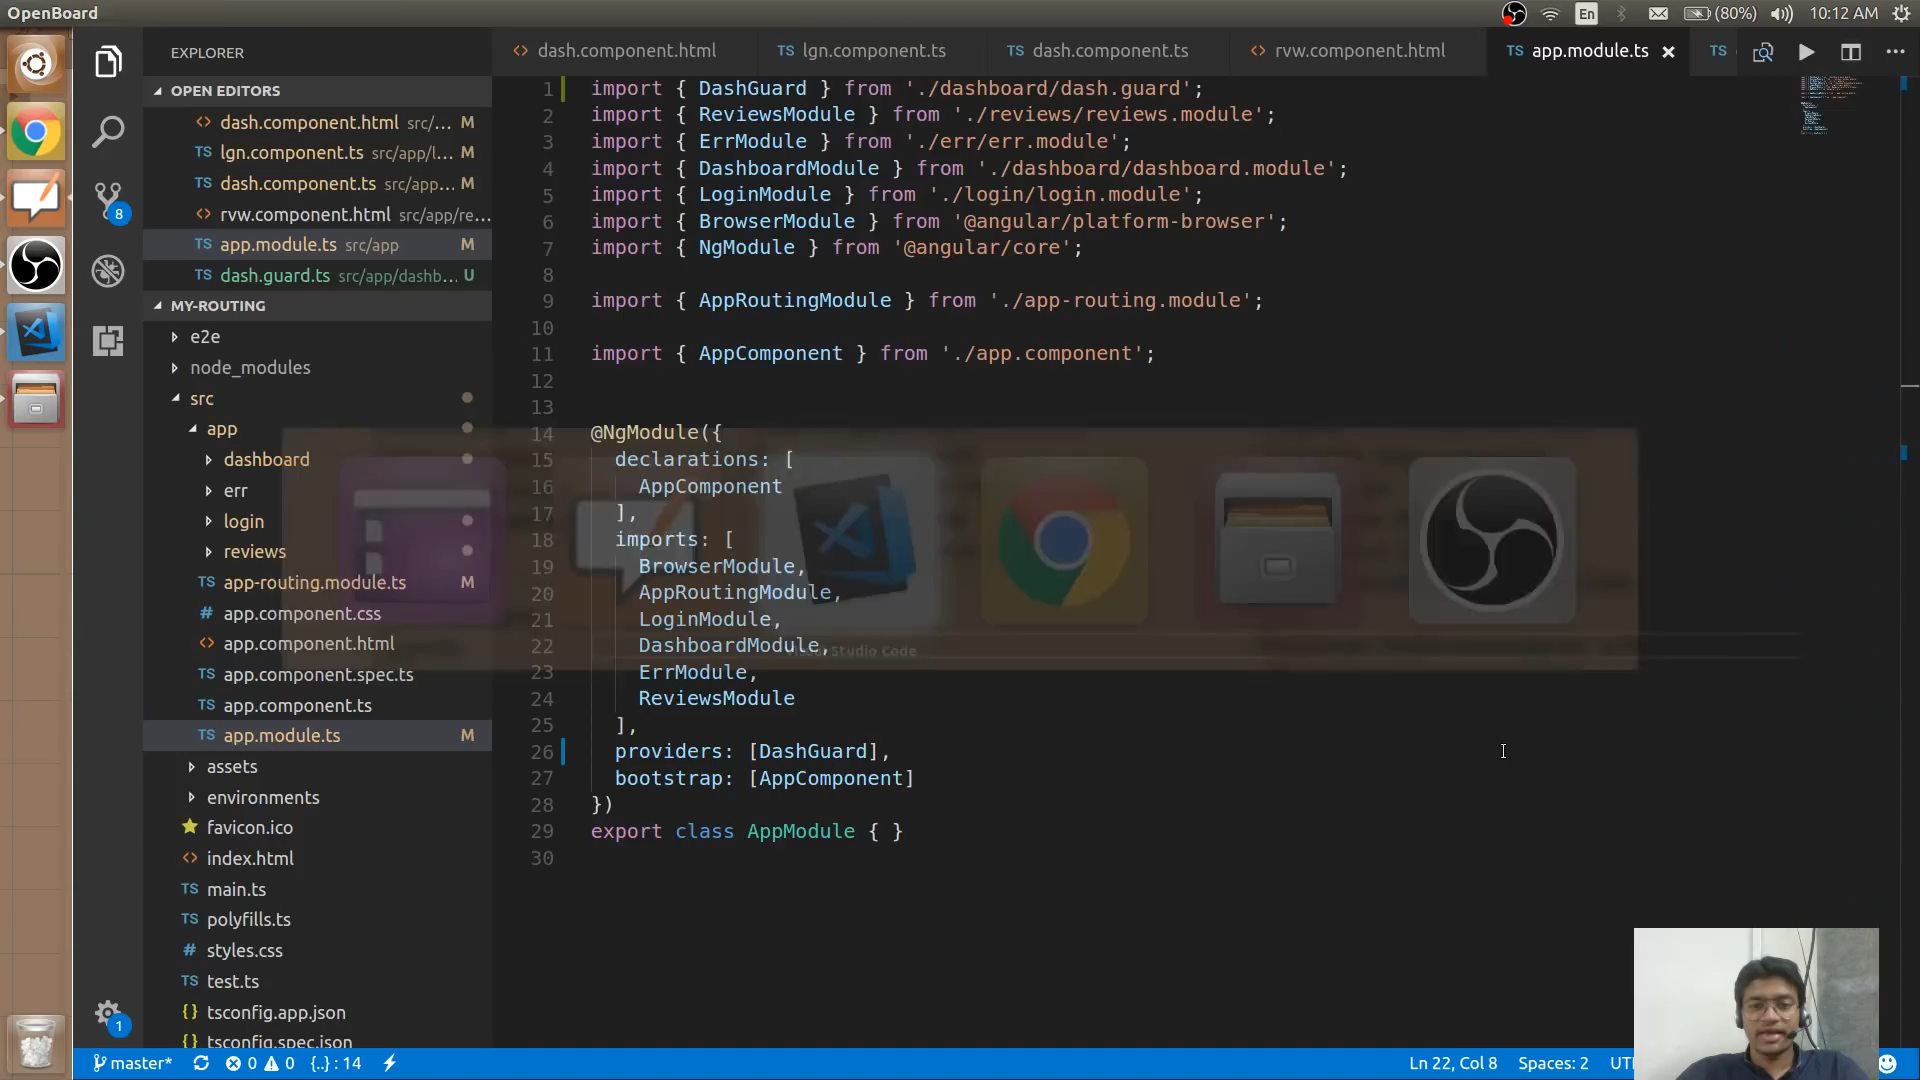 OpenBoard
En
(80%)
10:12 AM
EXPLORER
OPEN EDITORS
dash.component.html src/... M
TS lgn.component.ts src/app/l... M
TS dash.component.ts src/app... M
rvw.component.html src/app/re...
TS app.module.ts src/app M
TS dash.guard.ts src/app/dashb... U
8
MY-ROUTING
e2e
node_modules
src
app
dashboard
err
login
reviews
TS app-routing.module.ts M
# app.component.css
<> app.component.html
TS app.component.spec.ts
TS app.component.ts
TS app.module.ts M
assets
environments
favicon.ico
<> index.html
TS main.ts
TS polyfills.ts
# styles.css
TS test.ts
{} tsconfig.app.json
{} tsconfig.spec.json
1
<> dash.component.html
TS lgn.component.ts
TS dash.component.ts
<> rvw.component.html
TS app.module.ts
TS
1 import { DashGuard } from './dashboard/dash.guard';
2 import { ReviewsModule } from './reviews/reviews.module';
3 import { ErrModule } from './err/err.module';
4 import { DashboardModule } from './dashboard/dashboard.module';
5 import { LoginModule } from './login/login.module';
6 import { BrowserModule } from '@angular/platform-browser';
7 import { NgModule } from '@angular/core';
8
9 import { AppRoutingModule } from './app-routing.module';
10
11 import { AppComponent } from './app.component';
12
13
14 @NgModule({
15 declarations: [
16 AppComponent
17 ],
18 imports: [
19 BrowserModule,
20 AppRoutingModule,
21 LoginModule,
22 DashboardModule,
23 ErrModule,
24 ReviewsModule
25 ],
26 providers: [DashGuard],
27 bootstrap: [AppComponent]
28 })
29 export class AppModule { }
30
Visual Studio Code
master*
0
0
{..} : 14
Ln 22, Col 8
Spaces: 2